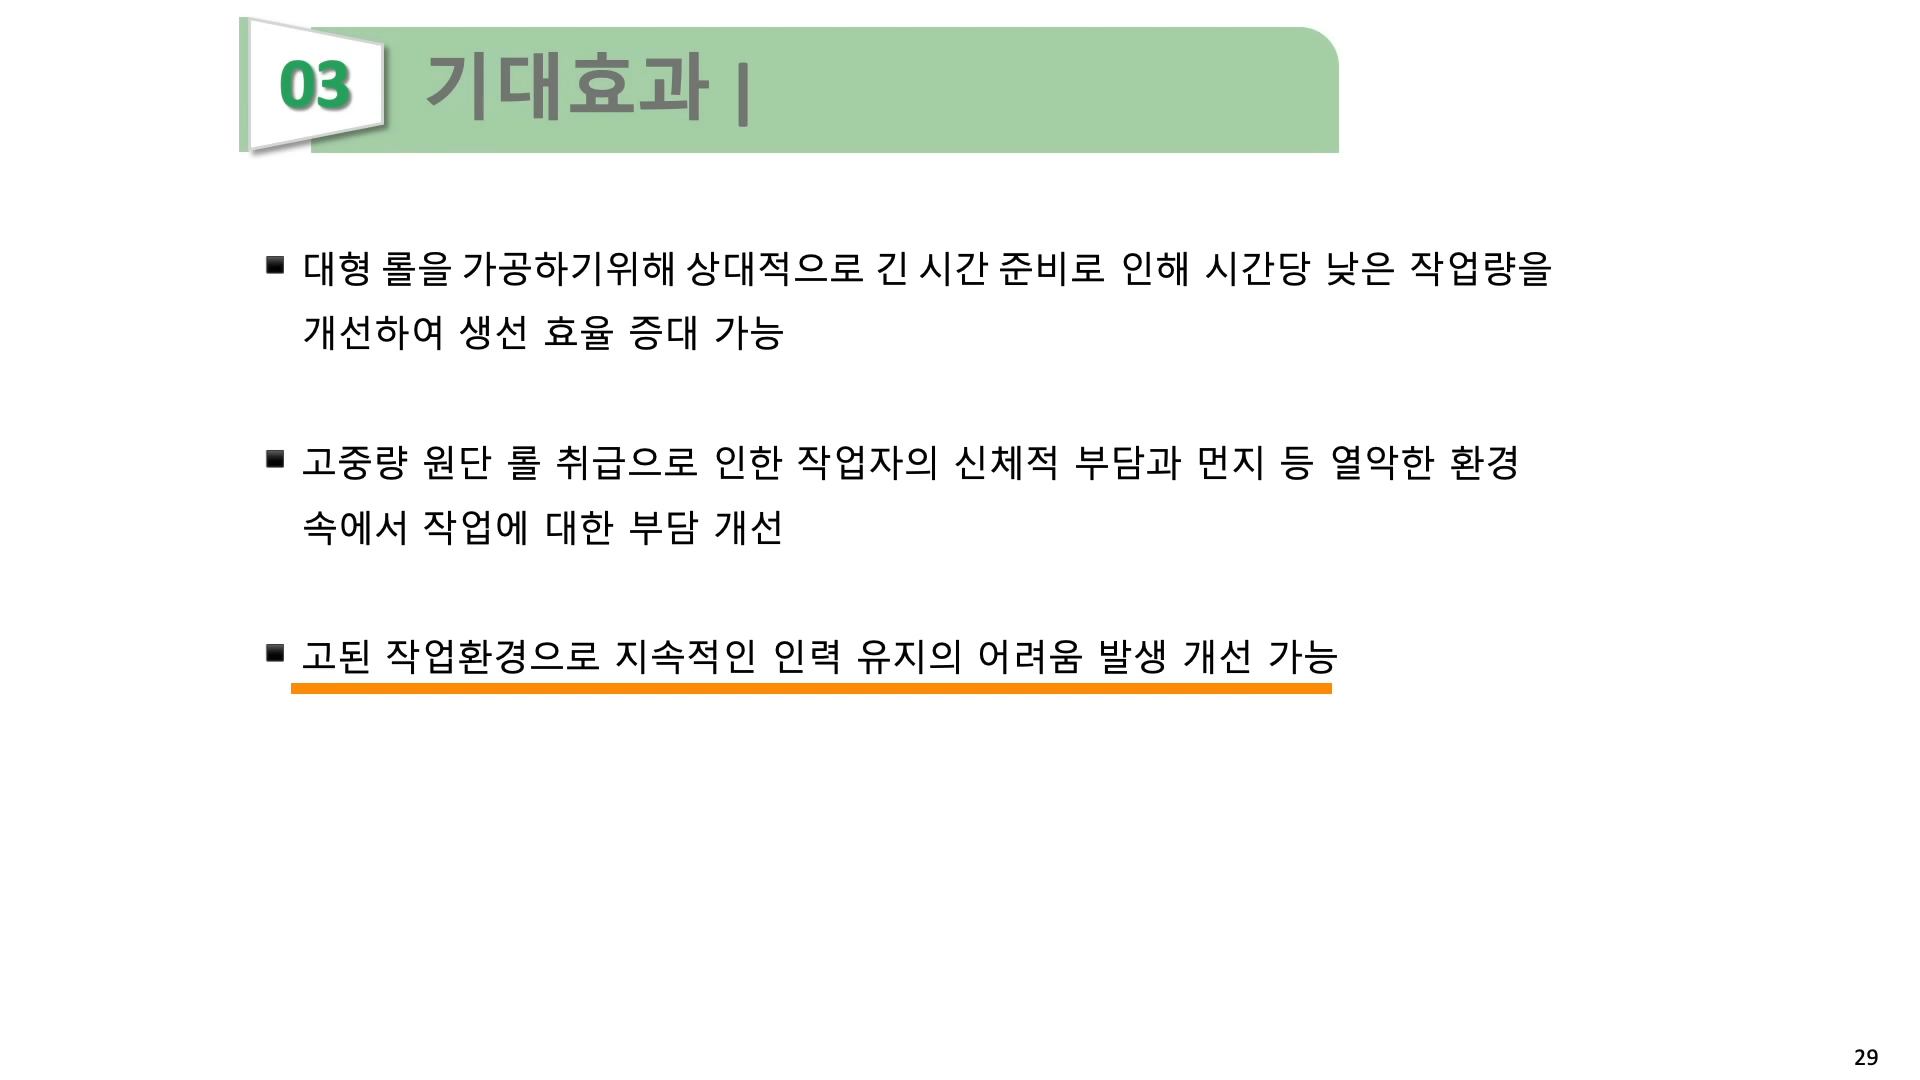 03 기대효과 |
■ 대형 롤을 가공하기위해 상대적으로 긴 시간 준비로 인해 시간당 낮은 작업량을
개선하여 생선 효율 증대 가능
■ 고중량 원단 롤 취급으로 인한 작업자의 신체적 부담과 먼지 등 열악한 환경
속에서 작업에 대한 부담 개선
■ 고된 작업환경으로 지속적인 인력 유지의 어려움 발생 개선 가능
29